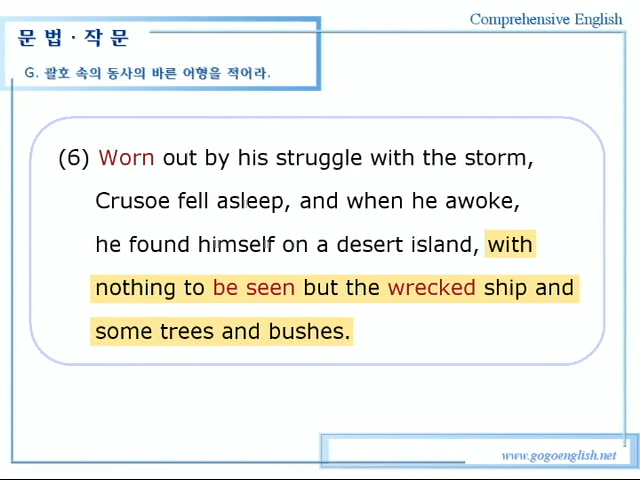 Comprehensive English
문 법 · 작 문
G. 괄호 속의 동사의 바른 어형을 적어라.
(6) Worn out by his struggle with the storm,
Crusoe fell asleep, and when he awoke,
he found himself on a desert island, with
nothing to be seen but the wrecked ship and
some trees and bushes.
www.gogoenglish.net